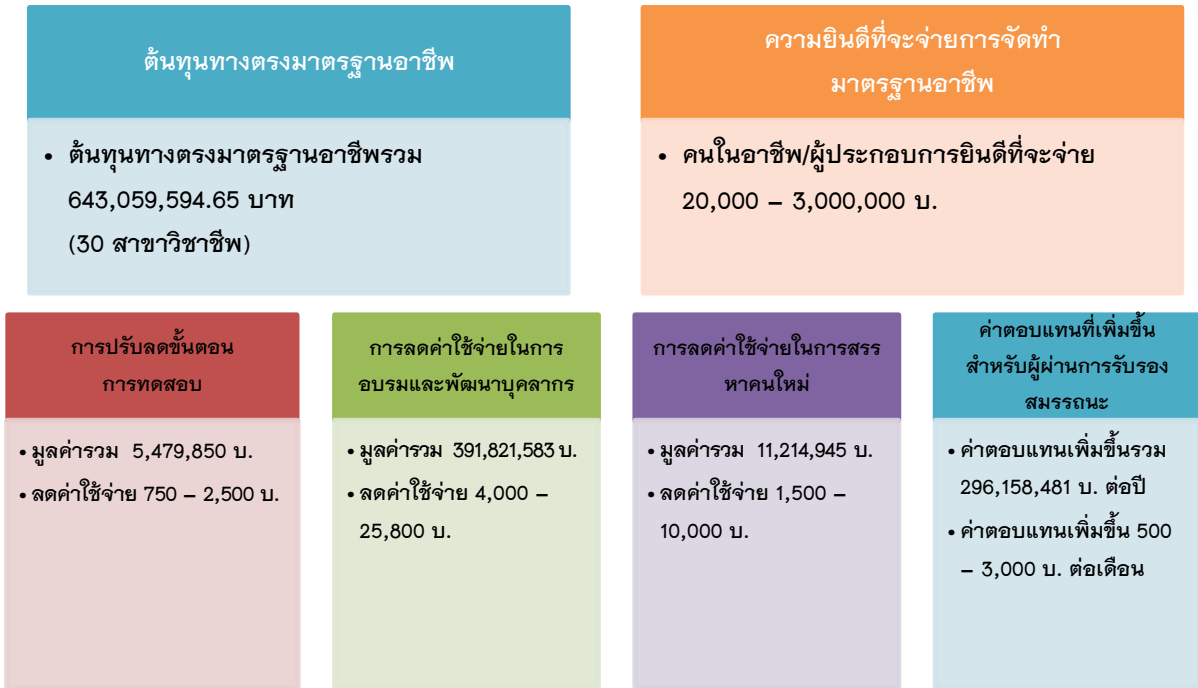 ต้นทุนทางตรงมาตรฐานอาชีพ
• ต้นทุนทางตรงมาตรฐานอาชีพรวม
643,059,594.65 บาท
(30 สาขาวิชาชีพ)
ความยินดีที่จะจ่ายการจัดทำ
มาตรฐานอาชีพ
• คนในอาชีพ/ผู้ประกอบการยินดีที่จะจ่าย
20,000 – 3,000,000 บ.
การปรับลดขั้นตอน
การทดสอบ
• มูลค่ารวม 5,479,850 บ.
• ลดค่าใช้จ่าย 750 – 2,500 บ.
การลดค่าใช้จ่ายในการ
อบรมและพัฒนาบุคลากร
• มูลค่ารวม 391,821,583 บ.
• ลดค่าใช้จ่าย 4,000 –
25,800 บ.
การลดค่าใช้จ่ายในการสรร
หาคนใหม่
• มูลค่ารวม 11,214,945 บ.
• ลดค่าใช้จ่าย 1,500 –
10,000 บ.
ค่าตอบแทนที่เพิ่มขึ้น
สำหรับผู้ผ่านการรับรอง
สมรรถนะ
• ค่าตอบแทนเพิ่มขึ้นรวม
296,158,481 บ. ต่อปี
• ค่าตอบแทนเพิ่มขึ้น 500
– 3,000 บ. ต่อเดือน